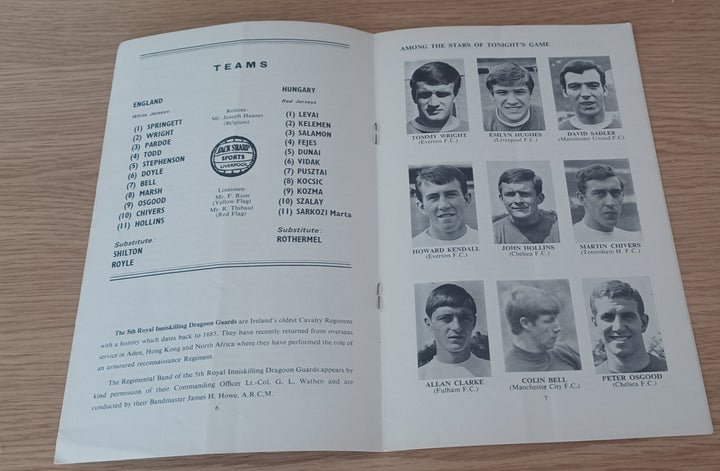 TEAMS
ENGLAND
White Jerseys
(1) SPRINGETT
(2) WRIGHT
(3) PARDOE
(4) TODD
(5) STEPHENSON
(6) DOYLE
(7) BELL
(8) MARSH
(9) OSGOOD
(10) CHIVERS
(11) HOLLINS
Substitute:
SHILTON
ROYLE
Referee:
Mr. Joseph Hannet
(Belgium)
JACK SHARP
SPORTS
LIVERPOOL
Linesmen:
Mr. F. Rion
(Yellow Flag)
Mr. R. Thibaut
(Red Flag)
HUNGARY
Red Jerseys
(1) LEVAI
(2) KELEMEN
(3) SALAMON
(4) FEJES
(5) DUNAI
(6) VIDAK
(7) PUSZTAI
(8) KOCSIC
(9) KOZMA
(10) SZALAY
(11) SARKOZI Marta
Substitute:
ROTHERMEL
The 5th Royal Inniskilling Dragoon Guards are Ireland's oldest Cavalry Regiment
with a history which dates back to 1685. They have recently returned from overseas
service in Aden, Hong Kong and North Africa where they have performed the role of
an armoured reconnaissance Regiment.
The Regimental Band of the 5th Royal Inniskilling Dragoon Guards appears by
kind permission of their Commanding Officer Lt.-Col, G, L, Wathen and are
conducted by their Bandmaster James H. Howe, A.R.C.M.
6
AMONG THE STARS OF TONIGHT'S GAME
TOMMY WRIGHT
(Everton F.C.)
EMLYN HUGHES
(Liverpool F.C.)
DAVID SADLER
(Manchester United F.C.)
HOWARD KENDALL
(Everton F.C.)
JOHN HOLLINS
(Chelsea F.C.)
MARTIN CHIVERS
(Tottenham H. F.C.)
ALLAN CLARKE
(Fulham F.C.)
COLIN BELL
(Manchester City F.C.)
PETER OSGOOD
(Chelsea F.C.)
7